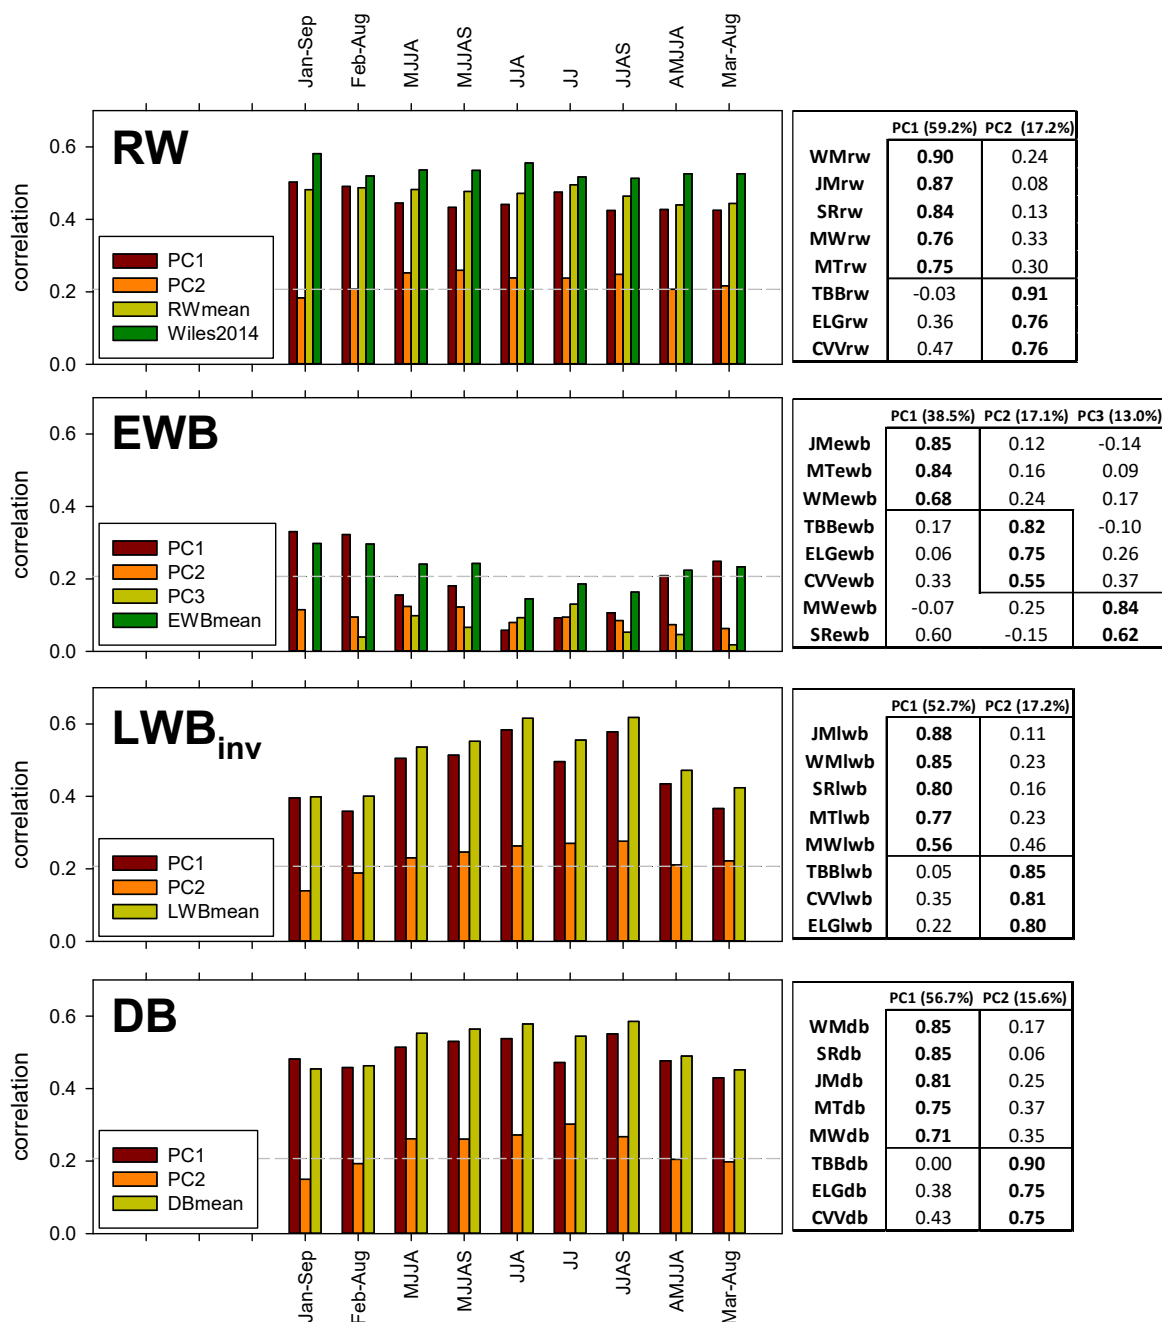 Jan-Sep Feb-Aug MJJA MJJAS JJA JJ JJAS AMJJA Mar-Aug
RW
correlation
0.6
0.4
0.2
0.0
PC1
PC2
RWmean
Wiles2014
PC1 (59.2%) PC2 (17.2%)
WMrw 0.90 0.24
JMrw 0.87 0.08
SRrw 0.84 0.13
MWrw 0.76 0.33
MTrw 0.75 0.30
TBBrw -0.03 0.91
ELGrw 0.36 0.76
CVVrw 0.47 0.76
EWB
correlation
0.6
0.4
0.2
0.0
PC1
PC2
PC3
EWBmean
PC1 (38.5%) PC2 (17.1%) PC3 (13.0%)
JMewb 0.85 0.12 -0.14
MTewb 0.84 0.16 0.09
WMewb 0.68 0.24 0.17
TBBewb 0.17 0.82 -0.10
ELGewb 0.06 0.75 0.26
CVVewb 0.33 0.55 0.37
MWewb -0.07 0.25 0.84
SRewb 0.60 -0.15 0.62
LWBinv
correlation
0.6
0.4
0.2
0.0
PC1
PC2
LWBmean
PC1 (52.7%) PC2 (17.2%)
JMlwb 0.88 0.11
WMlwb 0.85 0.23
SRlwb 0.80 0.16
MTlwb 0.77 0.23
MWlwb 0.56 0.46
TBBlwb 0.05 0.85
CVVlwb 0.35 0.81
ELGlwb 0.22 0.80
DB
correlation
0.6
0.4
0.2
0.0
PC1
PC2
DBmean
PC1 (56.7%) PC2 (15.6%)
WMdb 0.85 0.17
SRdb 0.85 0.06
JMdb 0.81 0.25
MTdb 0.75 0.37
MWdb 0.71 0.35
TBBdb 0.00 0.90
ELGdb 0.38 0.75
CVVdb 0.43 0.75
Jan-Sep Feb-Aug MJJA MJJAS JJA JJ JJAS AMJJA Mar-Aug